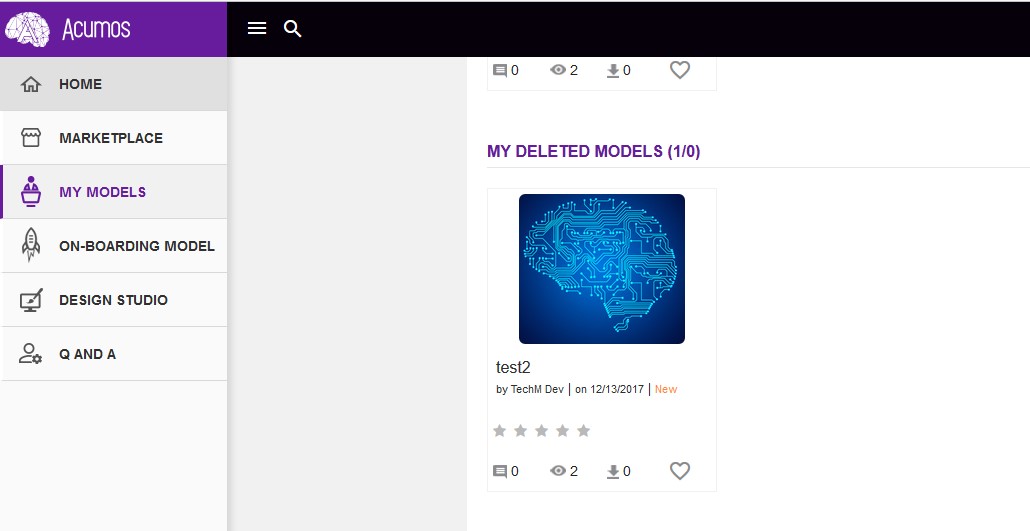 Acumos
HOME
MARKETPLACE
MY MODELS
ON-BOARDING MODEL
DESIGN STUDIO
Q AND A
0 2 0
MY DELETED MODELS (1/0)
test2
by TechM Dev | on 12/13/2017 | New
0 2 0